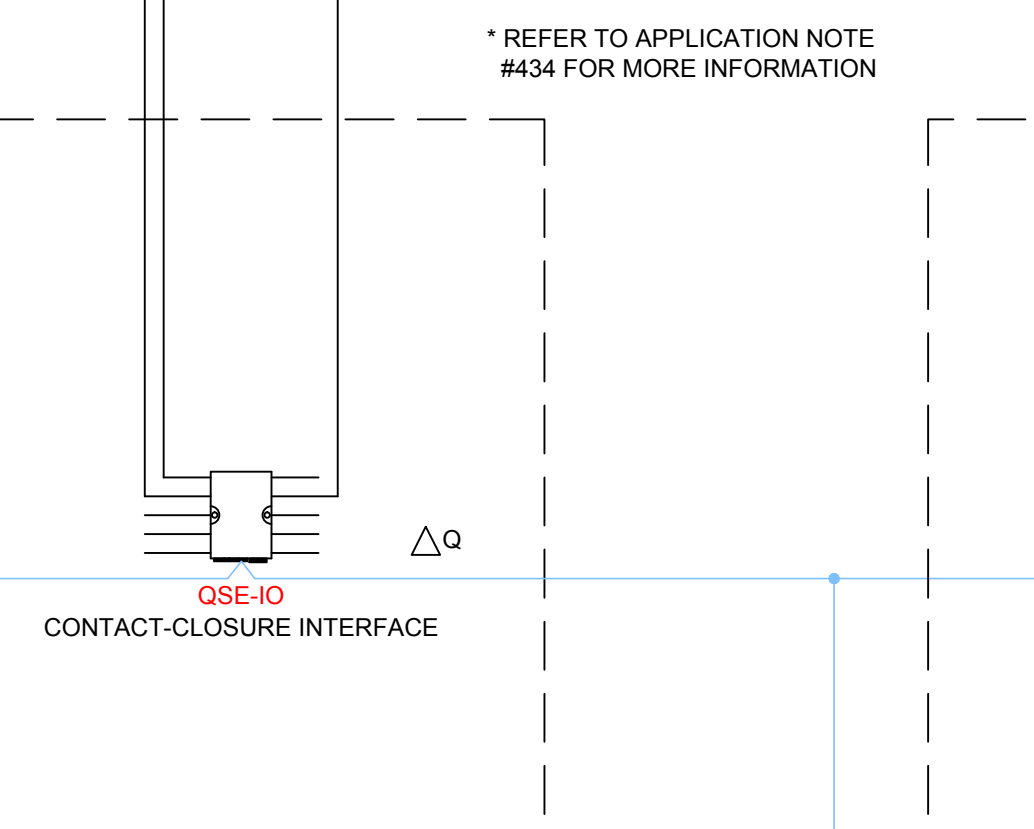 * REFER TO APPLICATION NOTE
#434 FOR MORE INFORMATION
Q
QSE-IO
CONTACT-CLOSURE INTERFACE